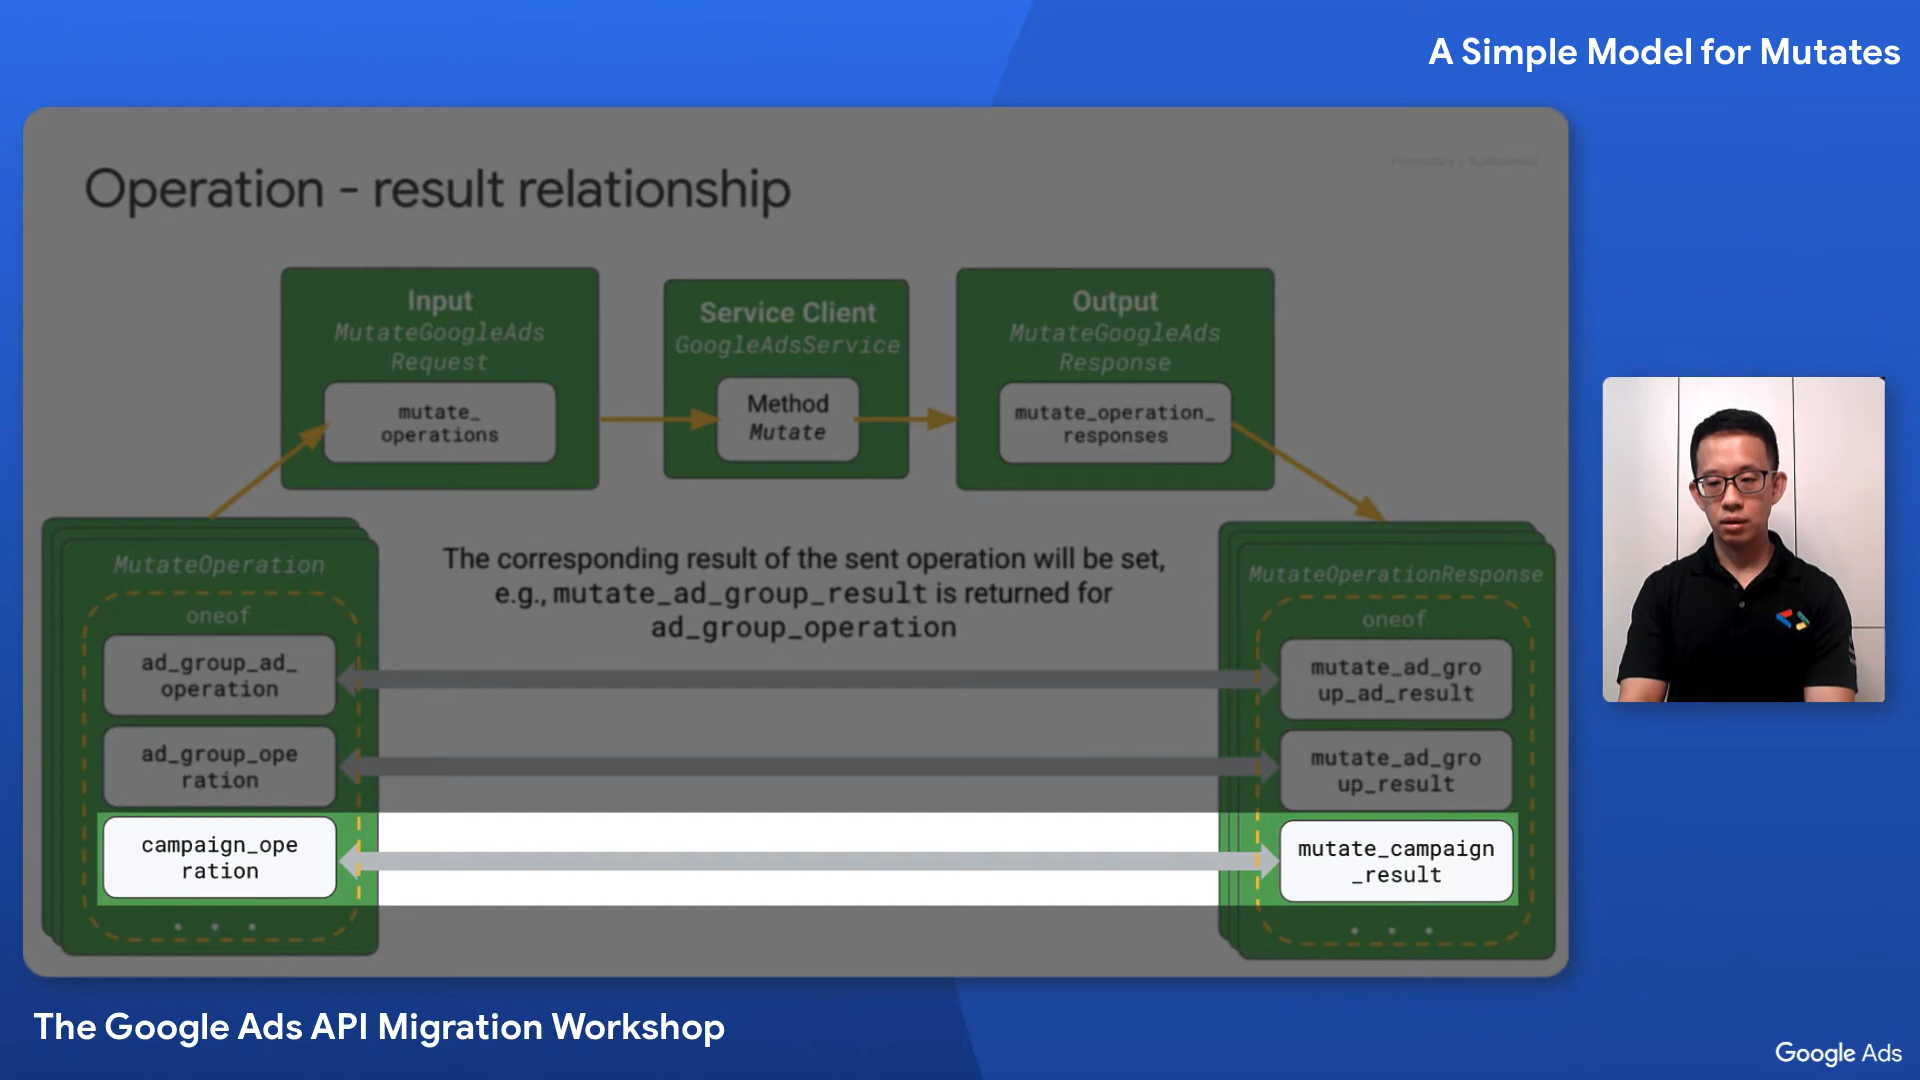 A Simple Model for Mutates
Operation - result relationship
Input
MutateGoogleAds
Request
mutate_
operations
Service Client
GoogleAdsService
Method
Mutate
Output
MutateGoogleAds
Response
mutate_operation_
responses
MutateOperation
oneof
ad_group_ad_
operation
ad_group_ope
ration
campaign_ope
ration
. . .
The corresponding result of the sent operation will be set,
e.g., mutate_ad_group_result is returned for
ad_group_operation
MutateOperationResponse
oneof
mutate_ad_gro
up_ad_result
mutate_ad_gro
up_result
mutate_campaign
_result
. . .
The Google Ads API Migration Workshop
Google Ads